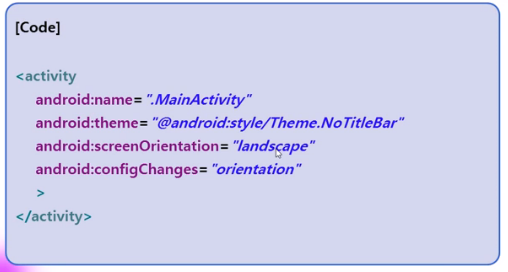 [Code]
<activity
android:name=".MainActivity"
android:theme="@android:style/Theme.NoTitleBar"
android:screenOrientation="landscape"
android:configChanges="orientation"
>
</activity>